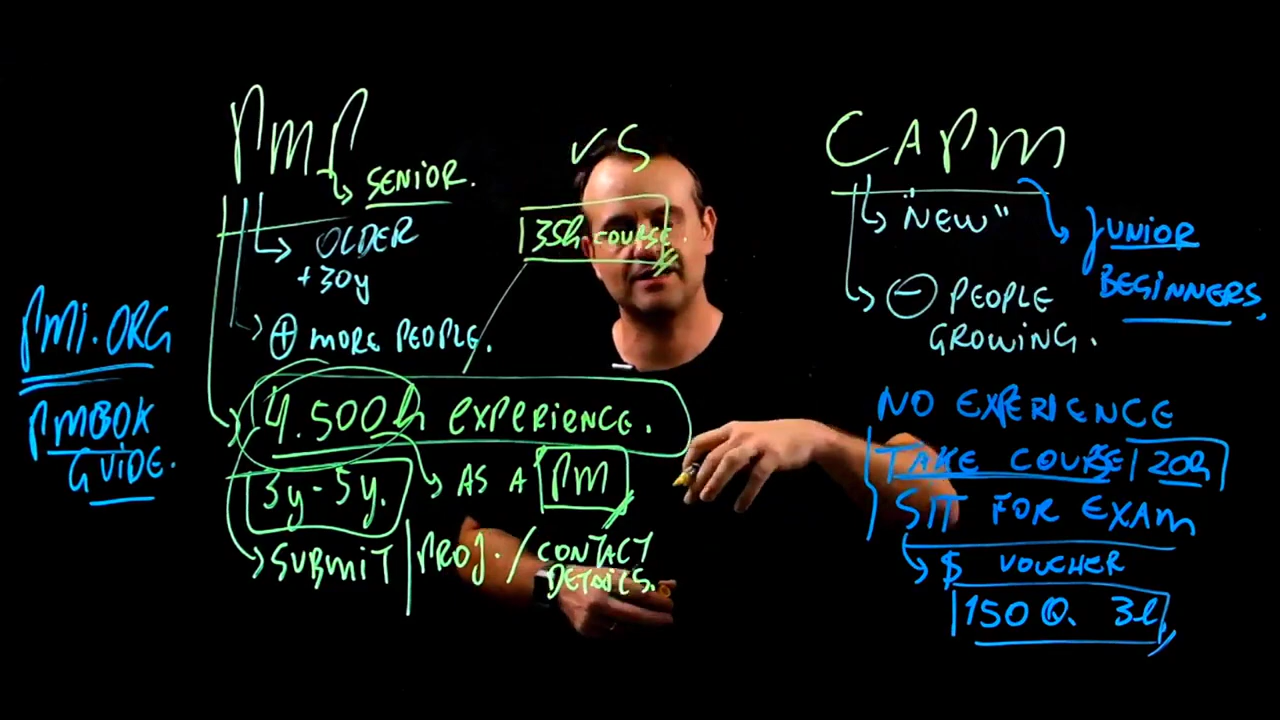 PMP
SENIOR.
OLDER
+30y
+ MORE PEOPLE.
4.500h EXPERIENCE.
3y-5y.
AS A PM
SUBMIT | PROJ. / CONTACT
DETAILS.
PMI.ORG
PMBOK
GUIDE.
VS
35h COURSE.
CAPM
"NEW"
JUNIOR
BEGINNERS.
- PEOPLE
GROWING.
NO EXPERIENCE
TAKE COURSE | 20h
SIT FOR EXAM
$ VOUCHER
150 Q. 3h